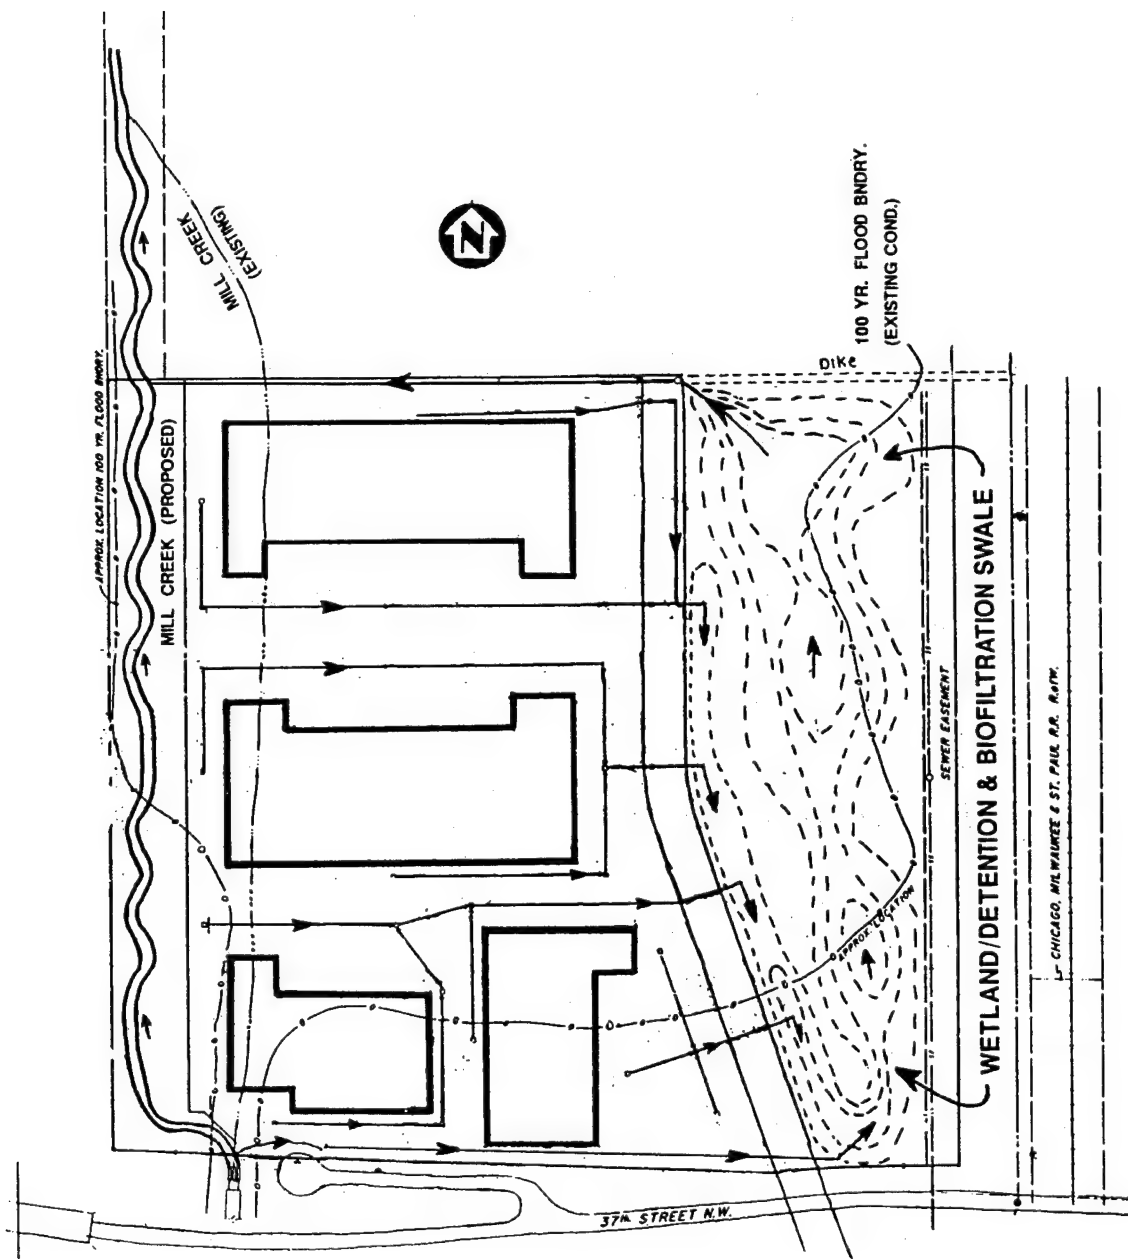 MILL CREEK
(EXISTING)
N
100 YR. FLOOD BNDRY.
(EXISTING COND.)
DIKE
APPROX. LOCATION 100 YR. FLOOD BNDRY.
MILL CREEK (PROPOSED)
WETLAND/DETENTION & BIOFILTRATION SWALE
SEWER EASEMENT
CHICAGO, MILWAUKEE & ST. PAUL R.R. R.ofW.
APPROX. LOCATION
37TH STREET N.W.